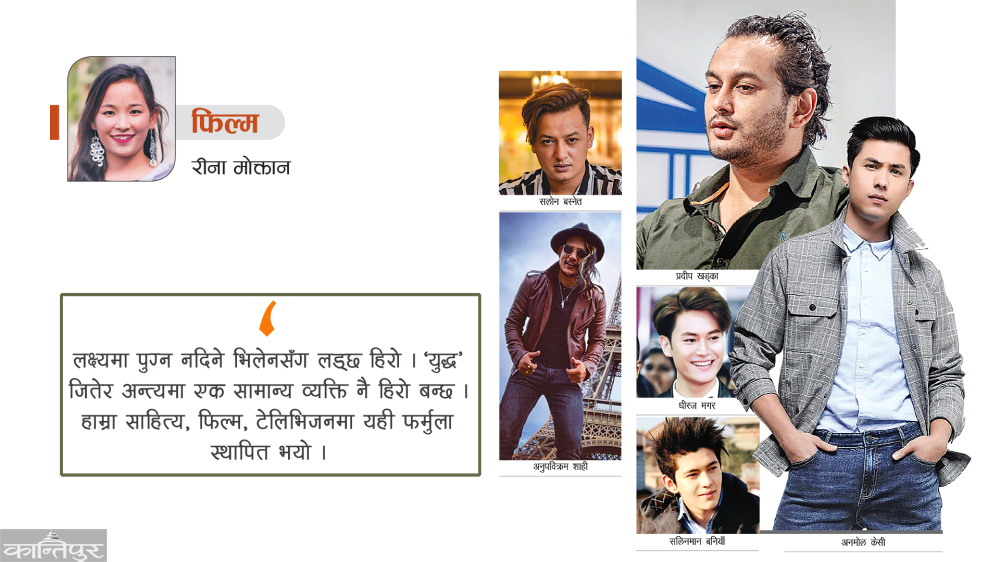 फिल्म
रीना मोक्तान
लक्ष्यमा पुग्न नदिने भिलेनसँग लड्छ हिरो । ‘युद्ध’
जितेर अन्त्यमा एक सामान्य व्यक्ति नै हिरो बन्छ ।
हाम्रा साहित्य, फिल्म, टेलिभिजनमा यही फर्मुला
स्थापित भयो ।
सलोन बस्नेत
अनुपविक्रम शाही
प्रदीप खड्का
धीरज मगर
सलिनमान बनियाँ
अनमोल केसी
कान्तिपुर